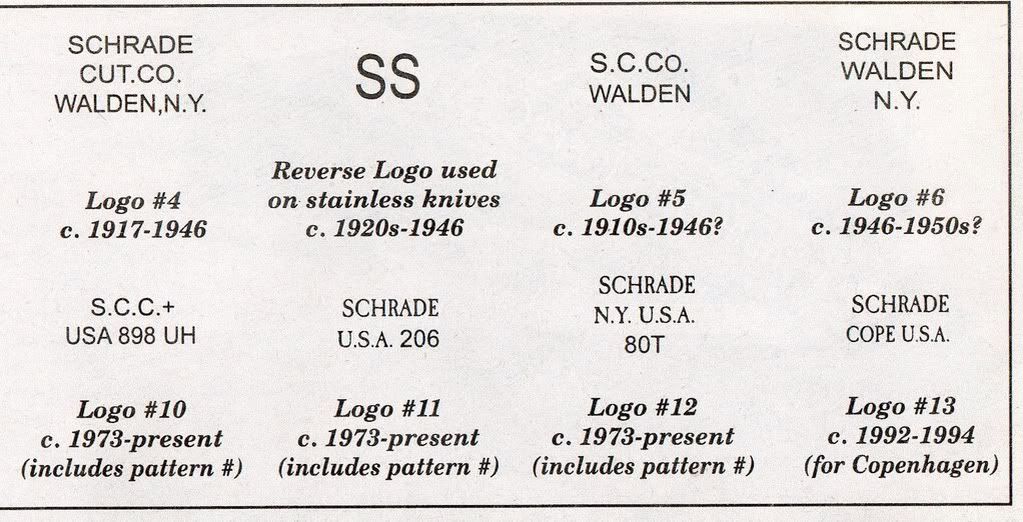 SCHRADE
CUT.CO.
WALDEN,N.Y.
Logo #4
c. 1917-1946
SS
Reverse Logo used
on stainless knives
c. 1920s-1946
S.C.CO.
WALDEN
Logo #5
c. 1910s-1946?
SCHRADE
WALDEN
N.Y.
Logo #6
c. 1946-1950s?
S.C.C.+
USA 898 UH
Logo #10
c. 1973-present
(includes pattern #)
SCHRADE
U.S.A. 206
Logo #11
c. 1973-present
(includes pattern #)
SCHRADE
N.Y. U.S.A.
80T
Logo #12
c. 1973-present
(includes pattern #)
SCHRADE
COPE U.S.A.
Logo #13
c. 1992-1994
(for Copenhagen)